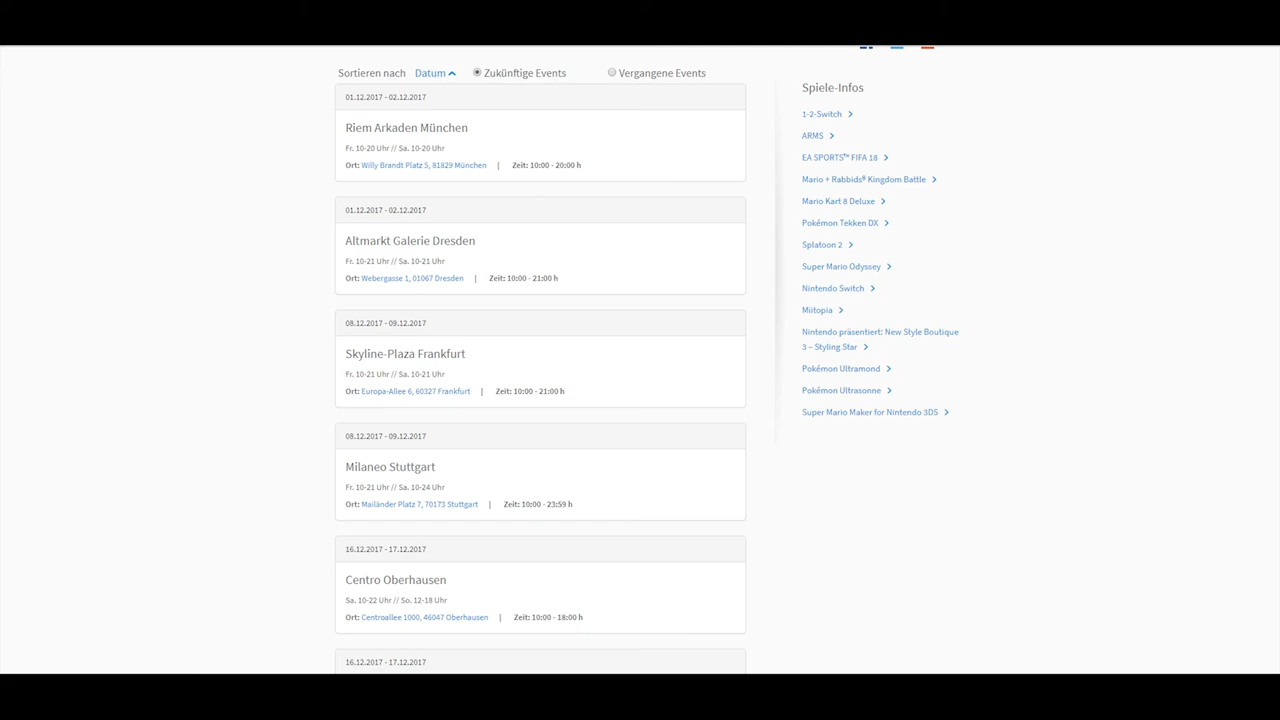 Sortieren nach Datum Zukünftige Events Vergangene Events
01.12.2017 - 02.12.2017
Riem Arkaden München
Fr. 10-20 Uhr // Sa. 10-20 Uhr
Ort: Willy Brandt Platz 5, 81829 München | Zeit: 10:00 - 20:00 h
01.12.2017 - 02.12.2017
Altmarkt Galerie Dresden
Fr. 10-21 Uhr // Sa. 10-21 Uhr
Ort: Webergasse 1, 01067 Dresden | Zeit: 10:00 - 21:00 h
08.12.2017 - 09.12.2017
Skyline-Plaza Frankfurt
Fr. 10-21 Uhr // Sa. 10-21 Uhr
Ort: Europa-Allee 6, 60327 Frankfurt | Zeit: 10:00 - 21:00 h
08.12.2017 - 09.12.2017
Milaneo Stuttgart
Fr. 10-21 Uhr // Sa. 10-24 Uhr
Ort: Mailänder Platz 7, 70173 Stuttgart | Zeit: 10:00 - 23:59 h
16.12.2017 - 17.12.2017
Centro Oberhausen
Sa. 10-22 Uhr // So. 12-18 Uhr
Ort: Centroallee 1000, 46047 Oberhausen | Zeit: 10:00 - 18:00 h
16.12.2017 - 17.12.2017
Spiele-Infos
1-2-Switch
ARMS
EA SPORTS™ FIFA 18
Mario + Rabbids® Kingdom Battle
Mario Kart 8 Deluxe
Pokémon Tekken DX
Splatoon 2
Super Mario Odyssey
Nintendo Switch
Miitopia
Nintendo präsentiert: New Style Boutique
3 – Styling Star
Pokémon Ultramond
Pokémon Ultrasonne
Super Mario Maker for Nintendo 3DS